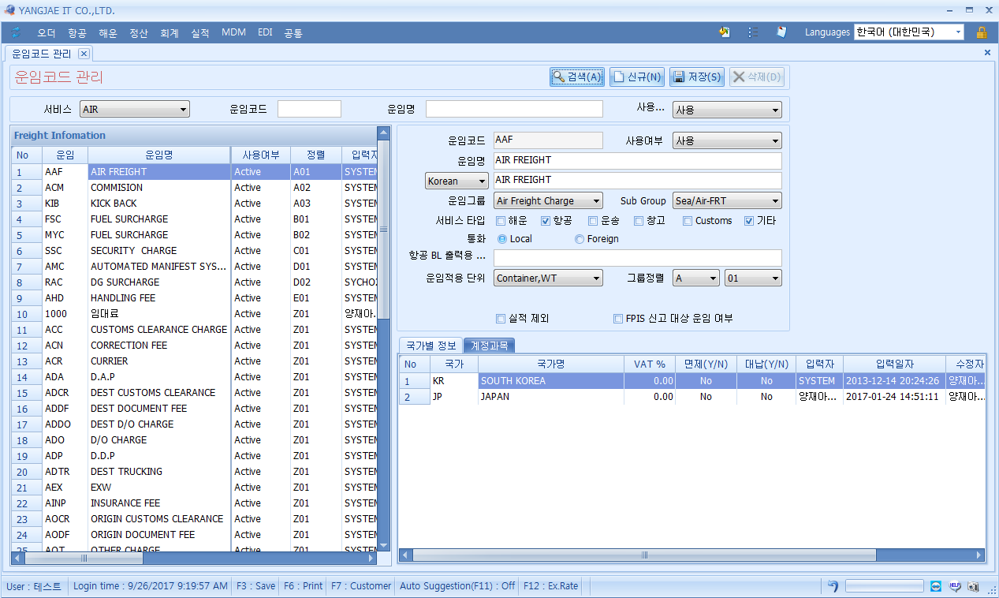 YANGJAE IT CO.,LTD.
오더 항공 해운 정산 회계 실적 MDM EDI 공통 Languages 한국어 (대한민국)
운임코드 관리
운임코드 관리 검색(A) 신규(N) 저장(S) 삭제(D)
서비스 AIR 운임코드 운임명 사용... 사용
Freight Infomation
No 운임 운임명 사용여부 정렬 입력자
1 AAF AIR FREIGHT Active A01 SYSTEM
2 ACM COMMISION Active A02 SYSTEM
3 KIB KICK BACK Active A03 SYSTEM
4 FSC FUEL SURCHARGE Active B01 SYSTEM
5 MYC FUEL SURCHARGE Active B02 SYSTEM
6 SSC SECURITY CHARGE Active C01 SYSTEM
7 AMC AUTOMATED MANIFEST SYS... Active D01 SYSTEM
8 RAC DG SURCHARGE Active D02 SYCHO
9 AHD HANDLING FEE Active E01 SYSTEM
10 1000 임대료 Active Z01 양재아.
11 ACC CUSTOMS CLEARANCE CHARGE Active Z01 SYSTEM
12 ACN CORRECTION FEE Active Z01 SYSTEM
13 ACR CURRIER Active Z01 SYSTEM
14 ADA D.A.P Active Z01 SYSTEM
15 ADCR DEST CUSTOMS CLEARANCE Active Z01 SYSTEM
16 ADDF DEST DOCUMENT FEE Active Z01 SYSTEM
17 ADDO DEST D/O CHARGE Active Z01 SYSTEM
18 ADO D/O CHARGE Active Z01 SYSTEM
19 ADP D.D.P Active Z01 SYSTEM
20 ADTR DEST TRUCKING Active Z01 SYSTEM
21 AEX EXW Active Z01 SYSTEM
22 AINP INSURANCE FEE Active Z01 SYSTEM
23 AOCR ORIGIN CUSTOMS CLEARANCE Active Z01 SYSTEM
24 AODF ORIGIN DOCUMENT FEE Active Z01 SYSTEM
25 AOT OTHER CHARGE Active Z01 SYSTEM
운임코드 AAF 사용여부 사용
운임명 AIR FREIGHT
Korean AIR FREIGHT
운임그룹 Air Freight Charge Sub Group Sea/Air-FRT
서비스 타입 해운 항공 운송 창고 Customs 기타
통화 Local Foreign
항공 BL 출력용 ...
운임적용 단위 Container,WT 그룹정렬 A 01
실적 제외 FPIS 신고 대상 운임 여부
국가별 정보 계정과목
No 국가 국가명 VAT % 면제(Y/N) 대납(Y/N) 입력자 입력일자 수정자
1 KR SOUTH KOREA 0.00 No No SYSTEM 2013-12-14 20:24:26 양재아...
2 JP JAPAN 0.00 No No 양재아... 2017-01-24 14:51:11 양재아...
User : 테스트 Login time : 9/26/2017 9:19:57 AM F3 : Save F6 : Print F7 : Customer Auto Suggestion(F11) : Off F12 : Ex.Rate HELP